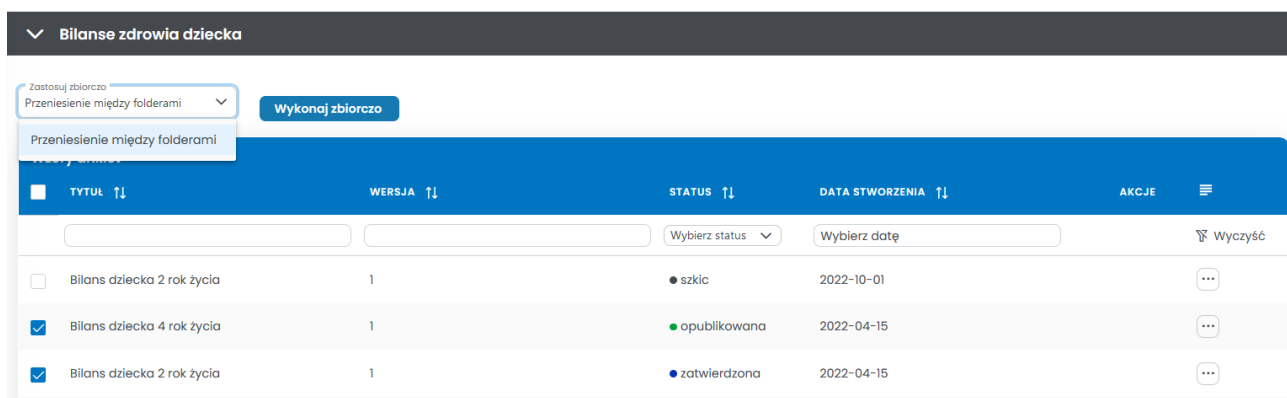 Bilanse zdrowia dziecka
Zastosuj zbiorczo
Przeniesienie między folderami
Wykonaj zbiorczo
Przeniesienie między folderami
TYTUŁ WERSJA STATUS DATA STWORZENIA AKCJE
Wybierz status Wybierz datę Wyczyść
Bilans dziecka 2 rok życia 1 szkic 2022-10-01
Bilans dziecka 4 rok życia 1 opublikowana 2022-04-15
Bilans dziecka 2 rok życia 1 zatwierdzona 2022-04-15